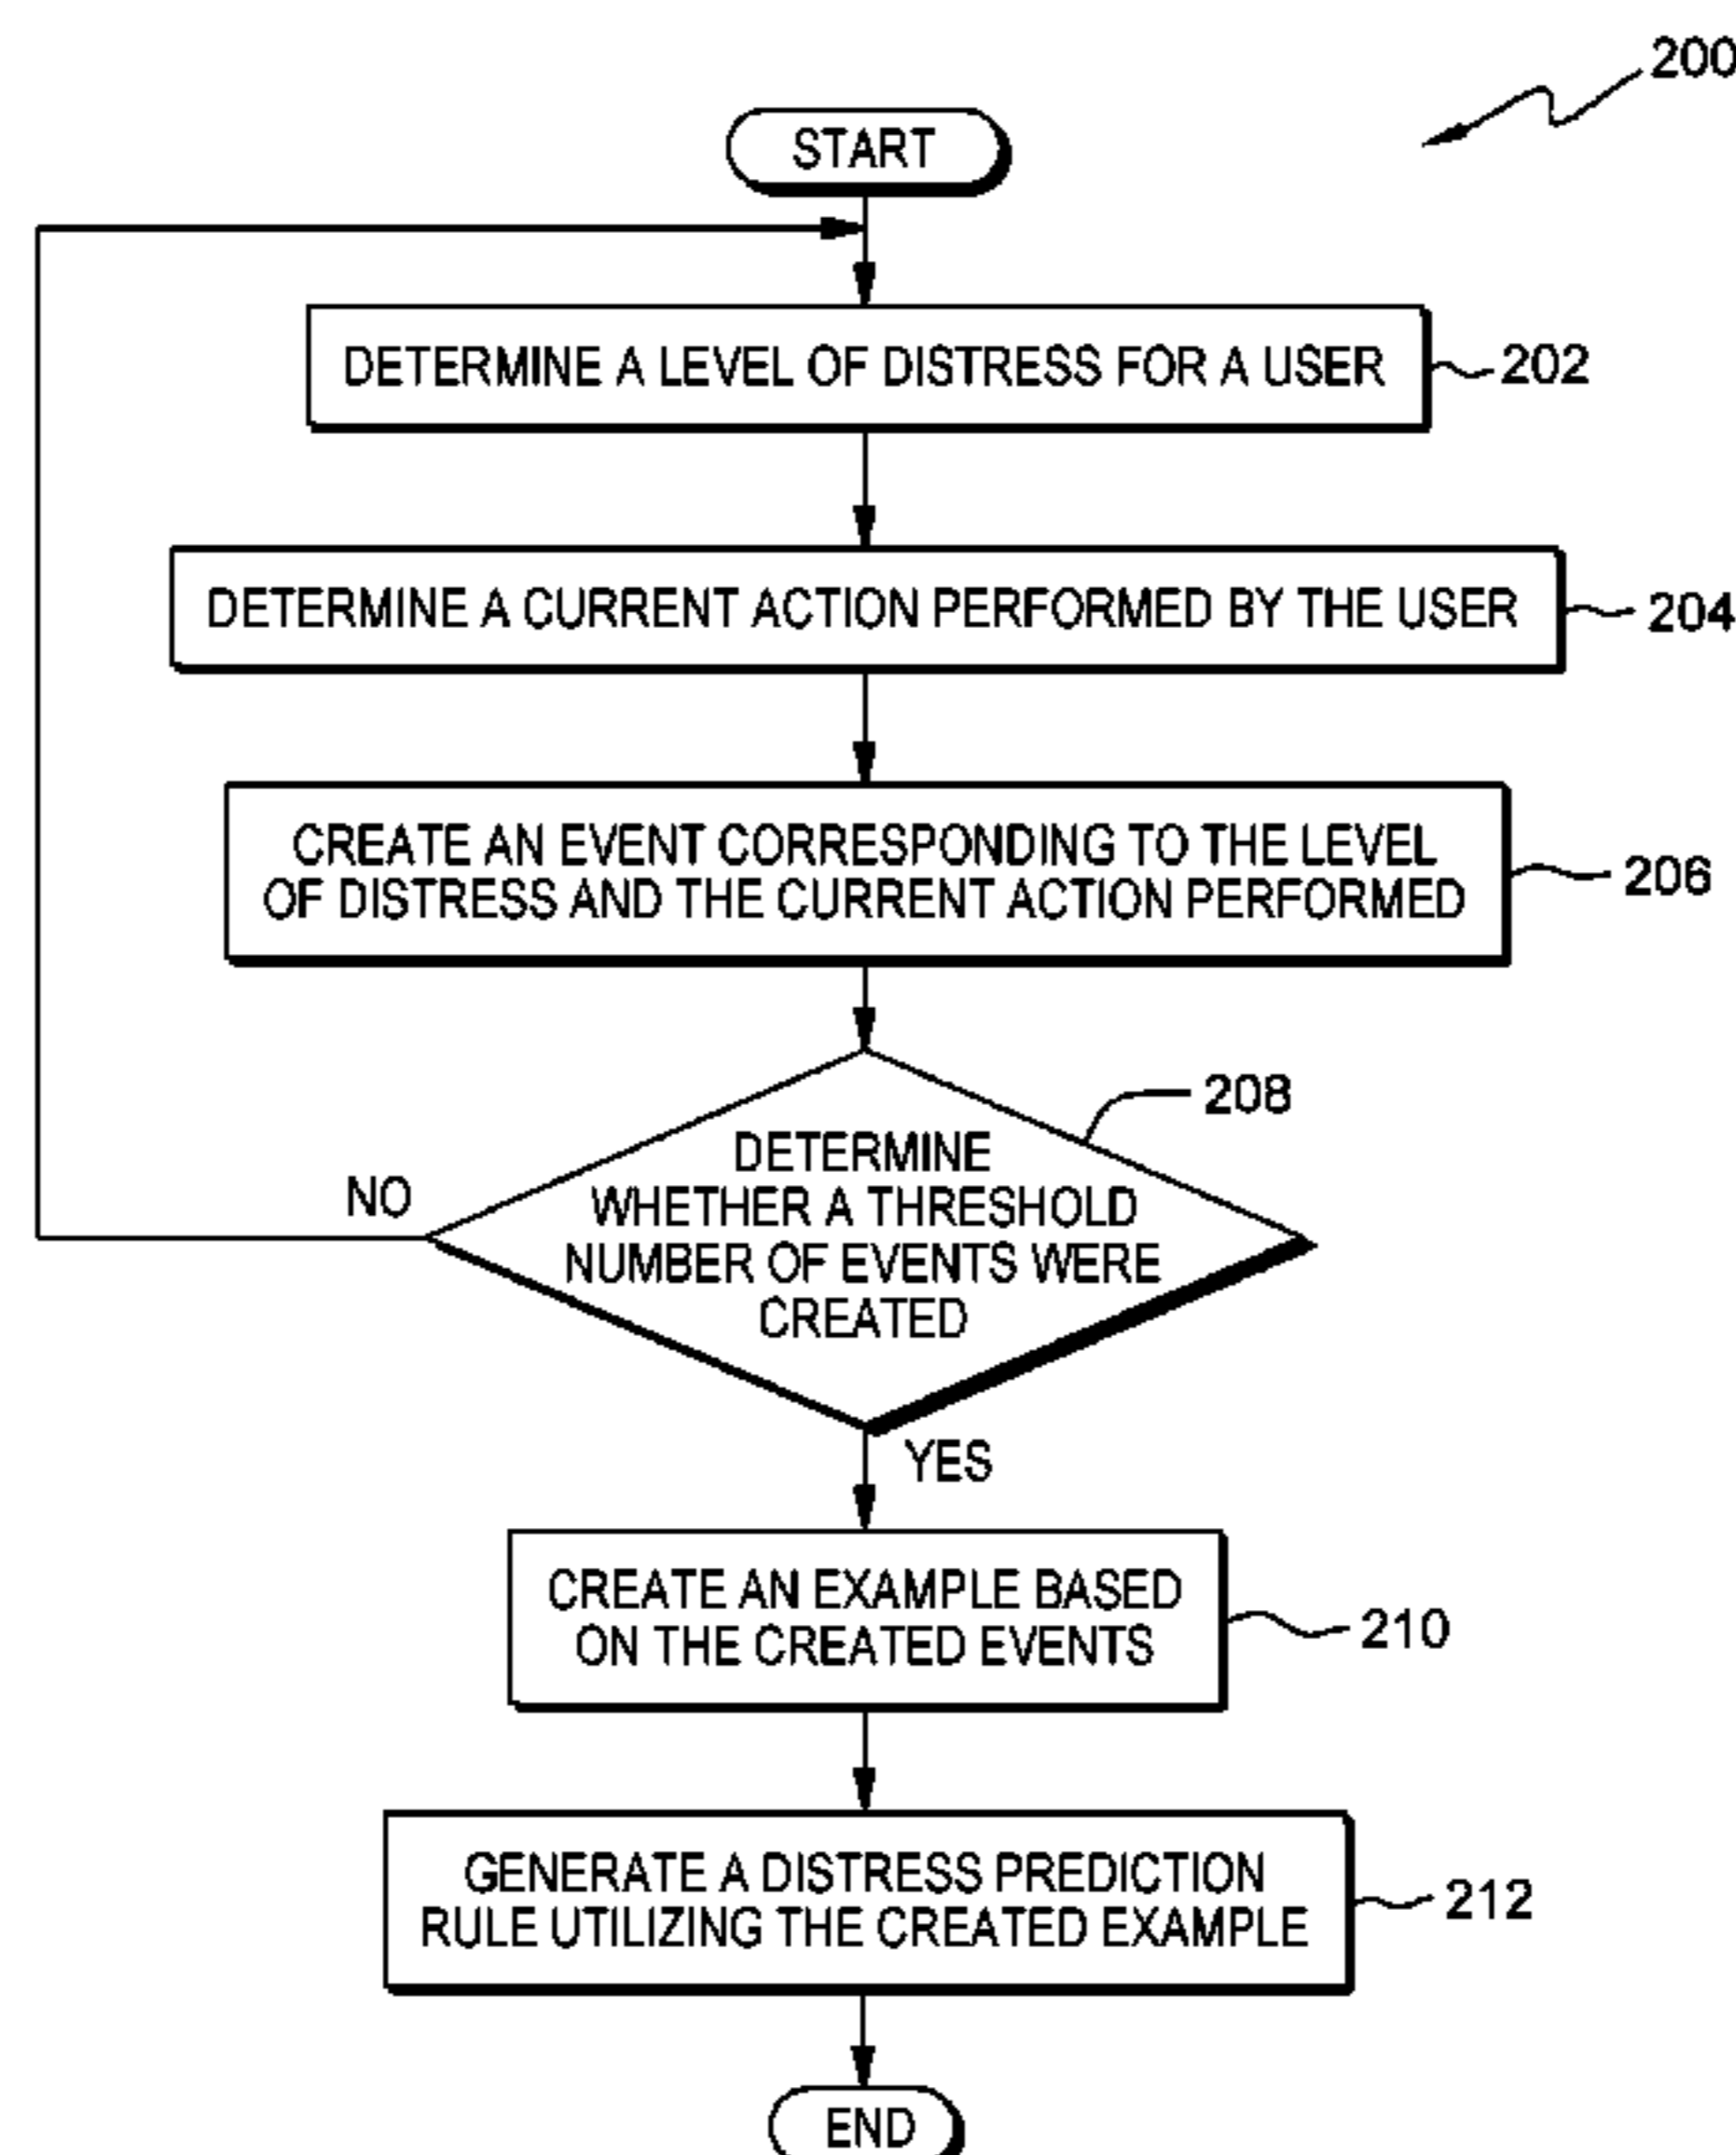 200
START
DETERMINE A LEVEL OF DISTRESS FOR A USER
202
DETERMINE A CURRENT ACTION PERFORMED BY THE USER
204
CREATE AN EVENT CORRESPONDING TO THE LEVEL
OF DISTRESS AND THE CURRENT ACTION PERFORMED
206
208
DETERMINE
WHETHER A THRESHOLD
NUMBER OF EVENTS WERE
CREATED
NO
YES
CREATE AN EXAMPLE BASED
ON THE CREATED EVENTS
210
GENERATE A DISTRESS PREDICTION
RULE UTILIZING THE CREATED EXAMPLE
212
END